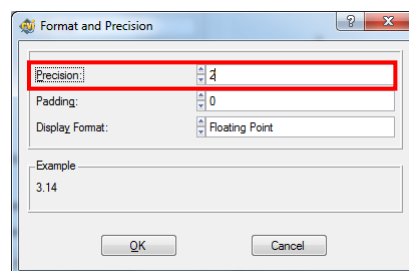 Format and Precision
Precision: 2
Padding: 0
Display Format: Floating Point
Example
3.14
OK Cancel